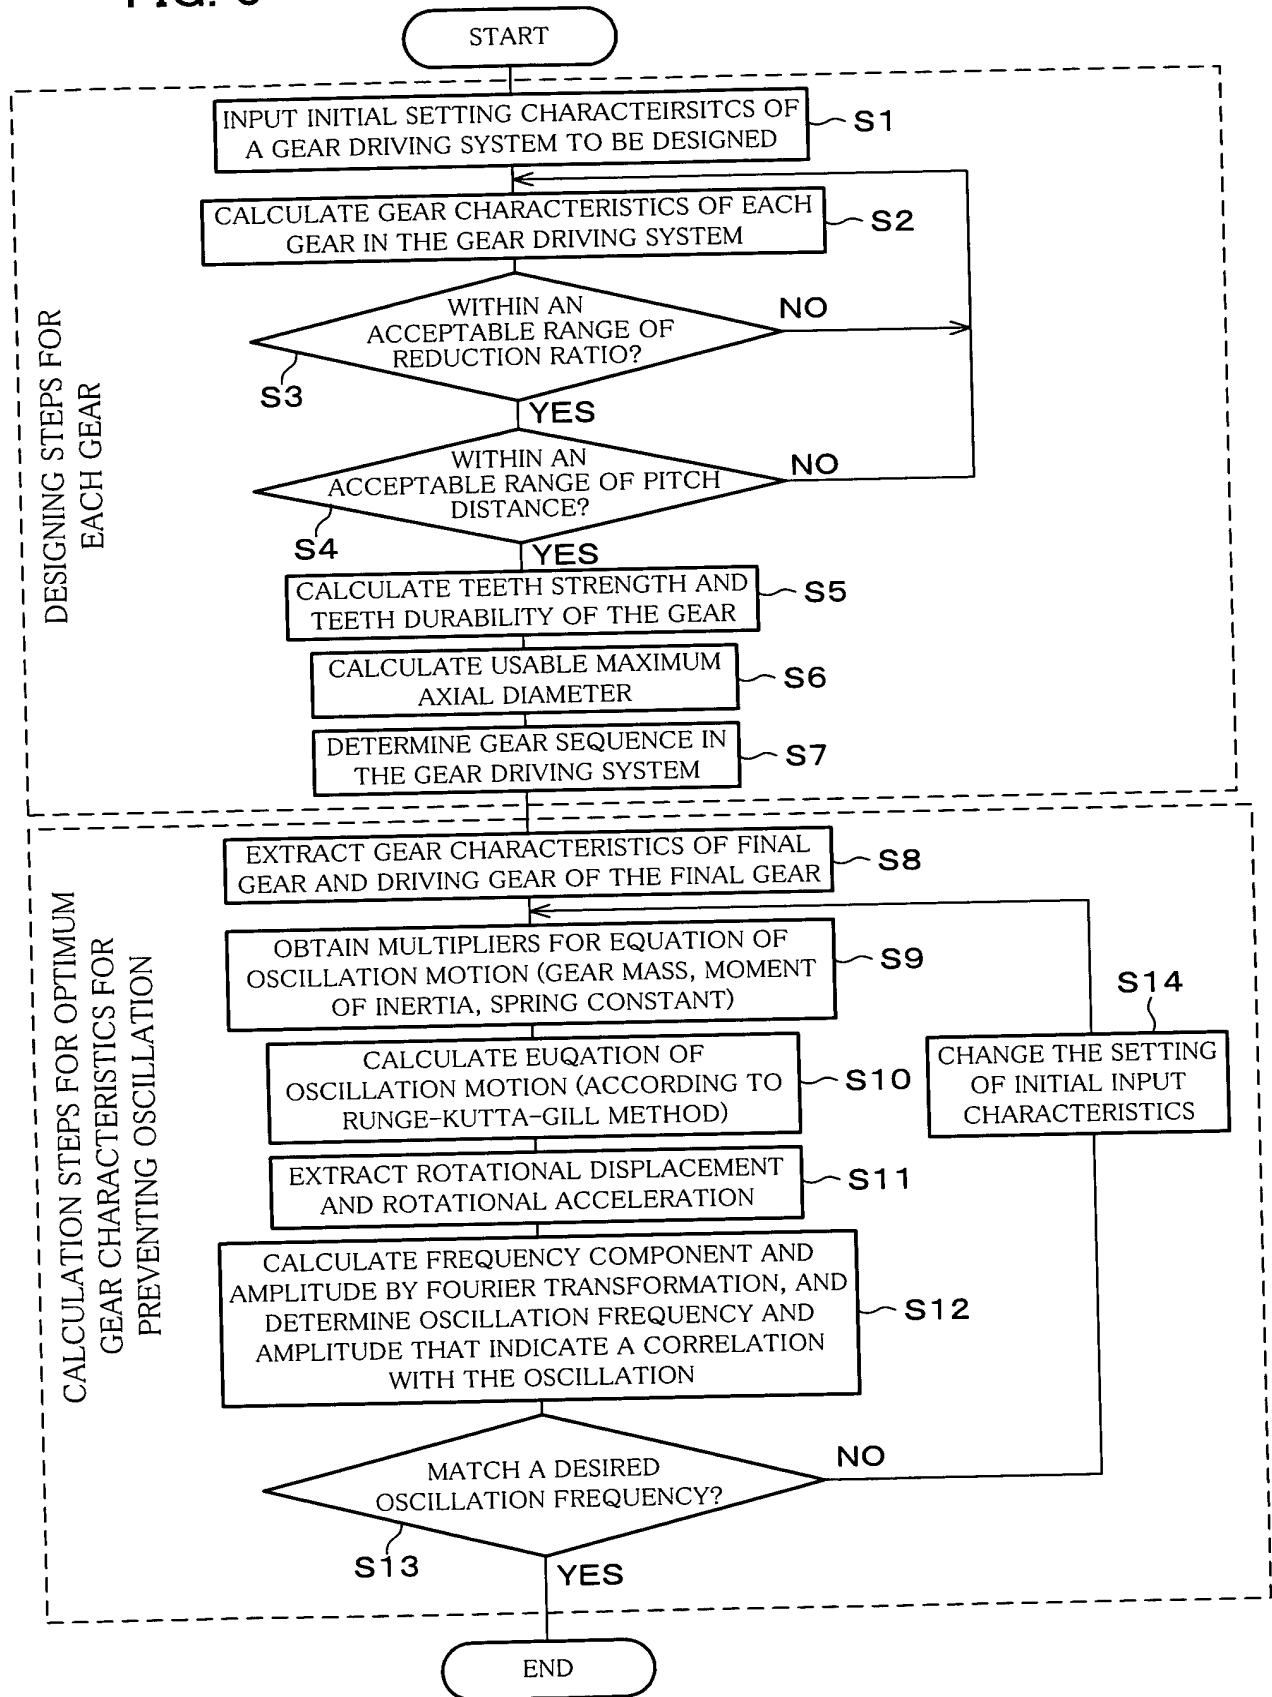 START
INPUT INITIAL SETTING CHARACTEIRSITCS OF
A GEAR DRIVING SYSTEM TO BE DESIGNED
S1
CALCULATE GEAR CHARACTERISTICS OF EACH
GEAR IN THE GEAR DRIVING SYSTEM
S2
WITHIN AN
ACCEPTABLE RANGE OF
REDUCTION RATIO?
NO
S3
YES
WITHIN AN
ACCEPTABLE RANGE OF PITCH
DISTANCE?
NO
S4
YES
CALCULATE TEETH STRENGTH AND
TEETH DURABILITY OF THE GEAR
S5
CALCULATE USABLE MAXIMUM
AXIAL DIAMETER
S6
DETERMINE GEAR SEQUENCE IN
THE GEAR DRIVING SYSTEM
S7
DESIGNING STEPS FOR
EACH GEAR
EXTRACT GEAR CHARACTERISTICS OF FINAL
GEAR AND DRIVING GEAR OF THE FINAL GEAR
S8
OBTAIN MULTIPLIERS FOR EQUATION OF
OSCILLATION MOTION (GEAR MASS, MOMENT
OF INERTIA, SPRING CONSTANT)
S9
S14
CHANGE THE SETTING
OF INITIAL INPUT
CHARACTERISTICS
CALCULATE EUQATION OF
OSCILLATION MOTION (ACCORDING TO
RUNGE-KUTTA-GILL METHOD)
S10
EXTRACT ROTATIONAL DISPLACEMENT
AND ROTATIONAL ACCELERATION
S11
CALCULATE FREQUENCY COMPONENT AND
AMPLITUDE BY FOURIER TRANSFORMATION, AND
DETERMINE OSCILLATION FREQUENCY AND
AMPLITUDE THAT INDICATE A CORRELATION
WITH THE OSCILLATION
S12
MATCH A DESIRED
OSCILLATION FREQUENCY?
NO
S13
YES
CALCULATION STEPS FOR OPTIMUM
GEAR CHARACTERISTICS FOR
PREVENTING OSCILLATION
END